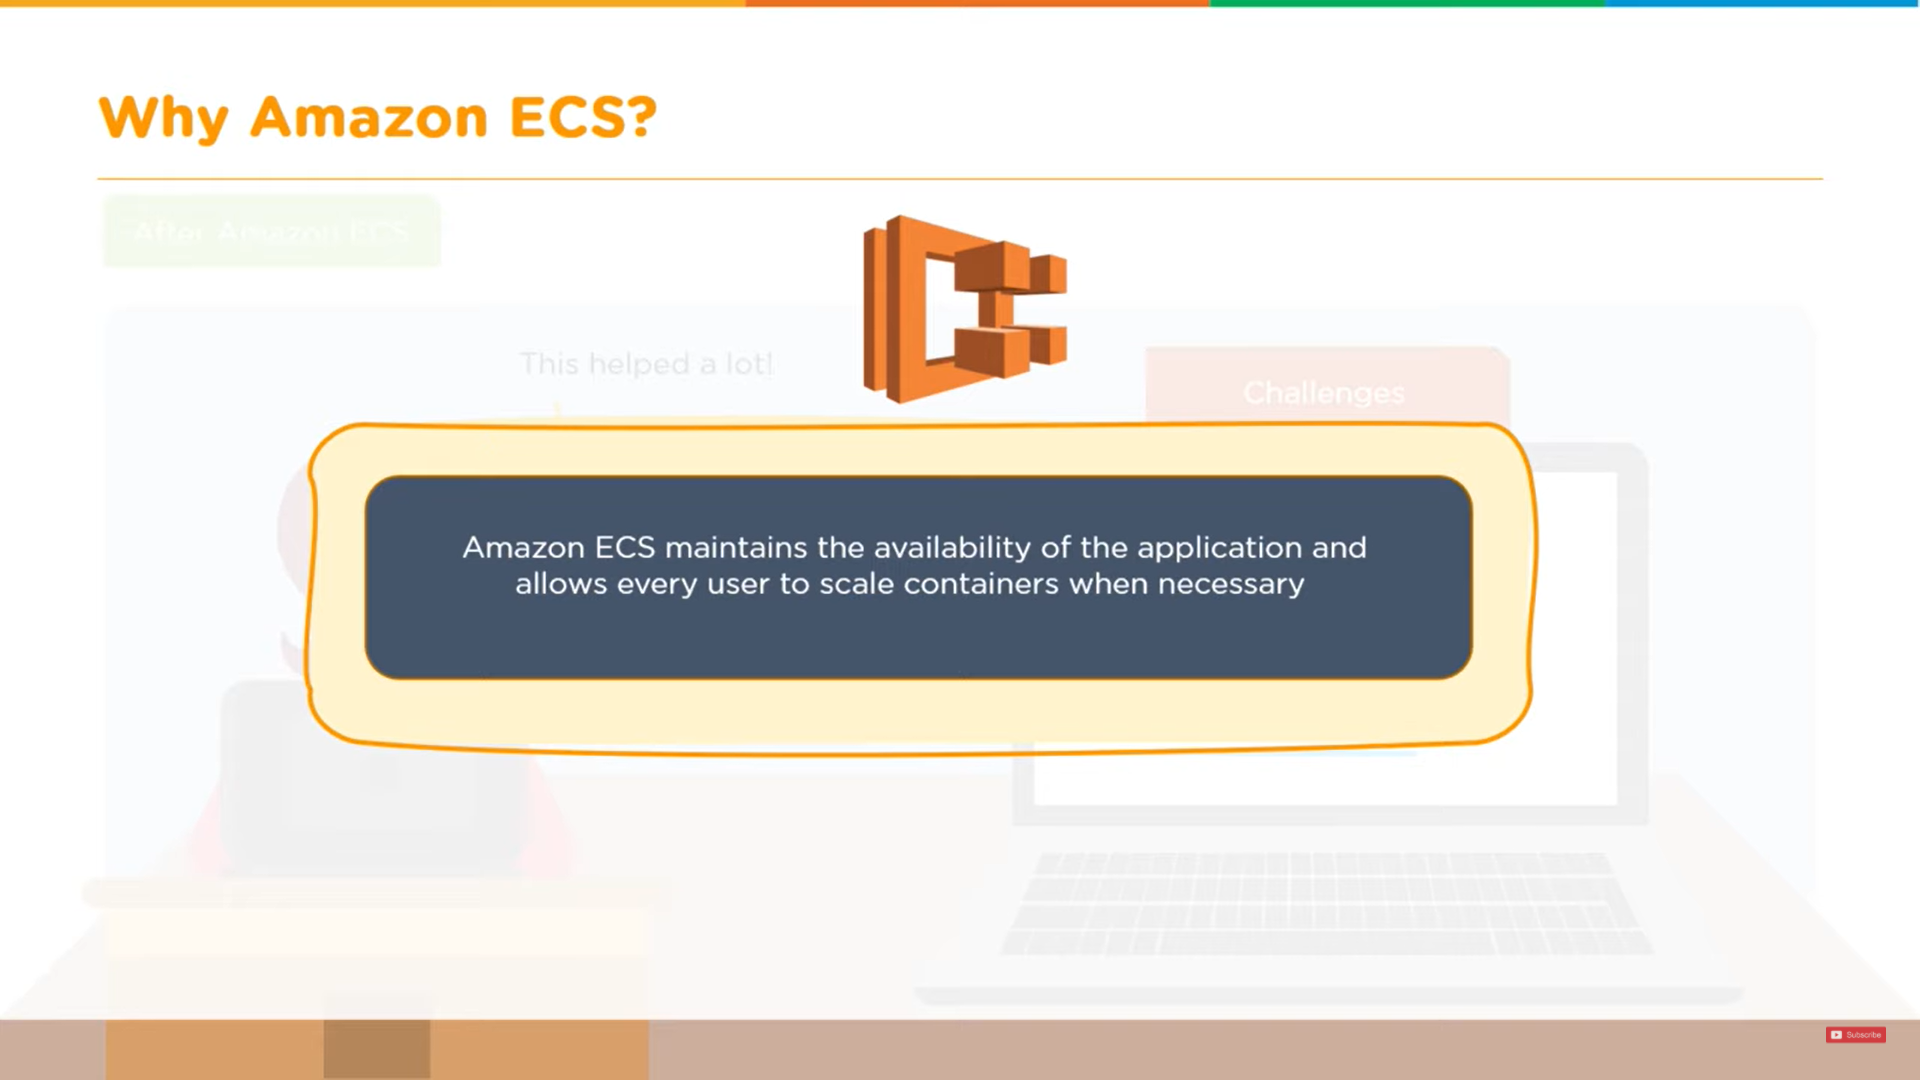 Why Amazon ECS?
After Amazon ECS
This helped a lot!
Challenges
Amazon ECS maintains the availability of the application and
allows every user to scale containers when necessary
Subscribe